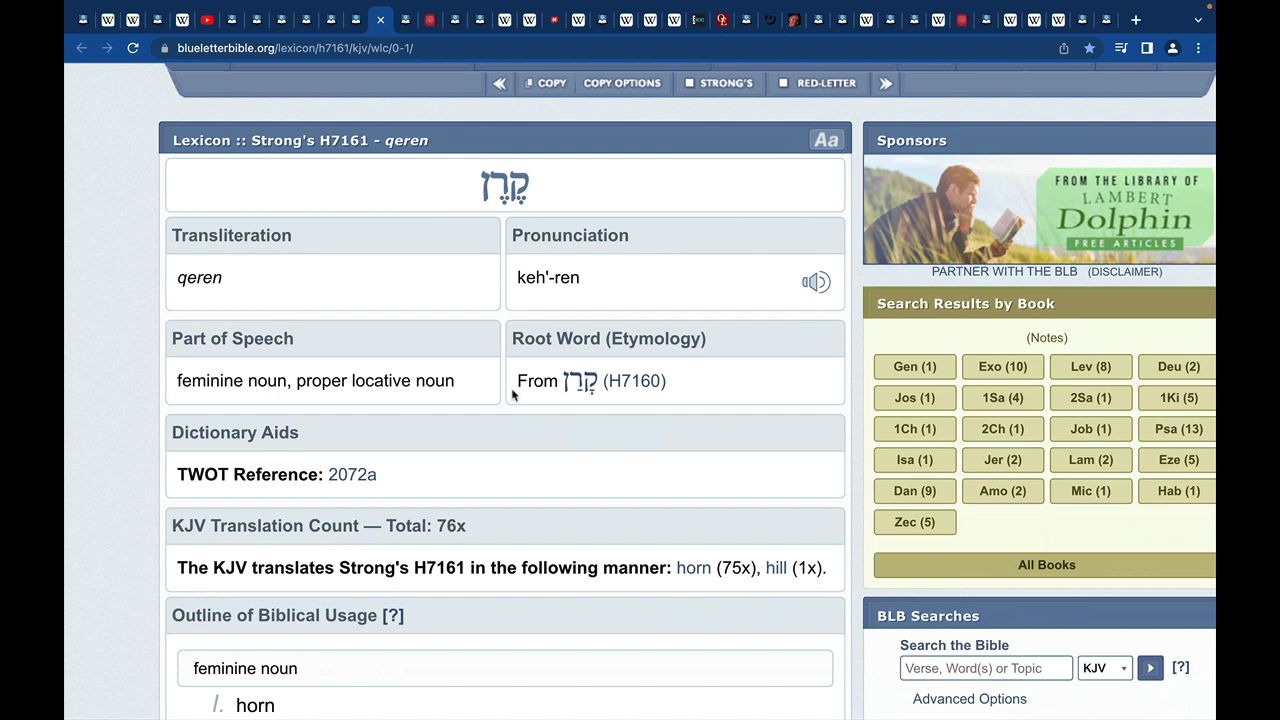 blueletterbible.org/lexicon/h7161/kjv/wlc/0-1/
COPY COPY OPTIONS STRONG'S RED-LETTER
Lexicon :: Strong's H7161 - qeren
Aa
קֶרֶן
Transliteration
Pronunciation
qeren
keh'-ren
Part of Speech
Root Word (Etymology)
feminine noun, proper locative noun
From קָרַן (H7160)
Dictionary Aids
TWOT Reference: 2072a
KJV Translation Count — Total: 76x
The KJV translates Strong's H7161 in the following manner: horn (75x), hill (1x).
Outline of Biblical Usage [?]
feminine noun
I. horn
Sponsors
FROM THE LIBRARY OF
LAMBERT
Dolphin
FREE ARTICLES
PARTNER WITH THE BLB (DISCLAIMER)
Search Results by Book
(Notes)
Gen (1) Exo (10) Lev (8) Deu (2)
Jos (1) 1Sa (4) 2Sa (1) 1Ki (5)
1Ch (1) 2Ch (1) Job (1) Psa (13)
Isa (1) Jer (2) Lam (2) Eze (5)
Dan (9) Amo (2) Mic (1) Hab (1)
Zec (5)
All Books
BLB Searches
Search the Bible
Verse, Word(s) or Topic KJV [?]
Advanced Options